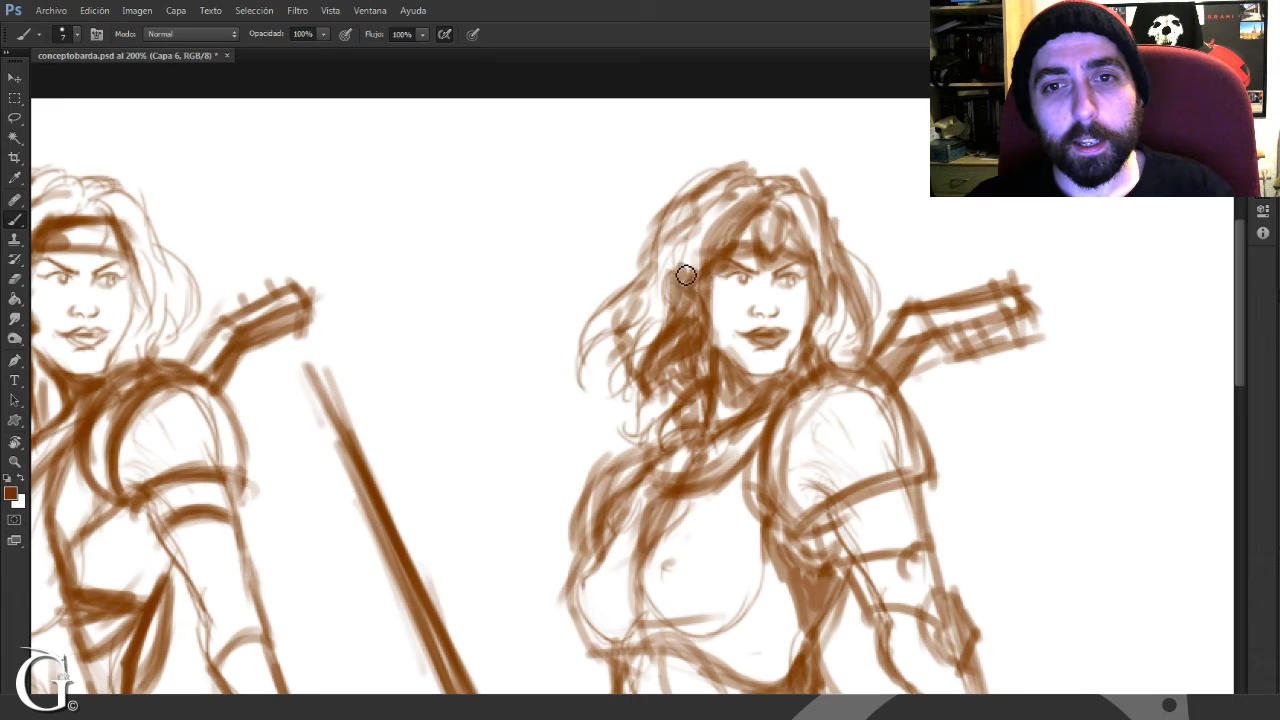 Ps Archivo Edición Imagen Capa Texto Selección Filtro Vista Ventana Ayuda
7 Modo: Normal Opacidad: 100% Flujo: 100%
conceptobarda.psd al 200% (Capa 6, RGB/8) * ×
G
©